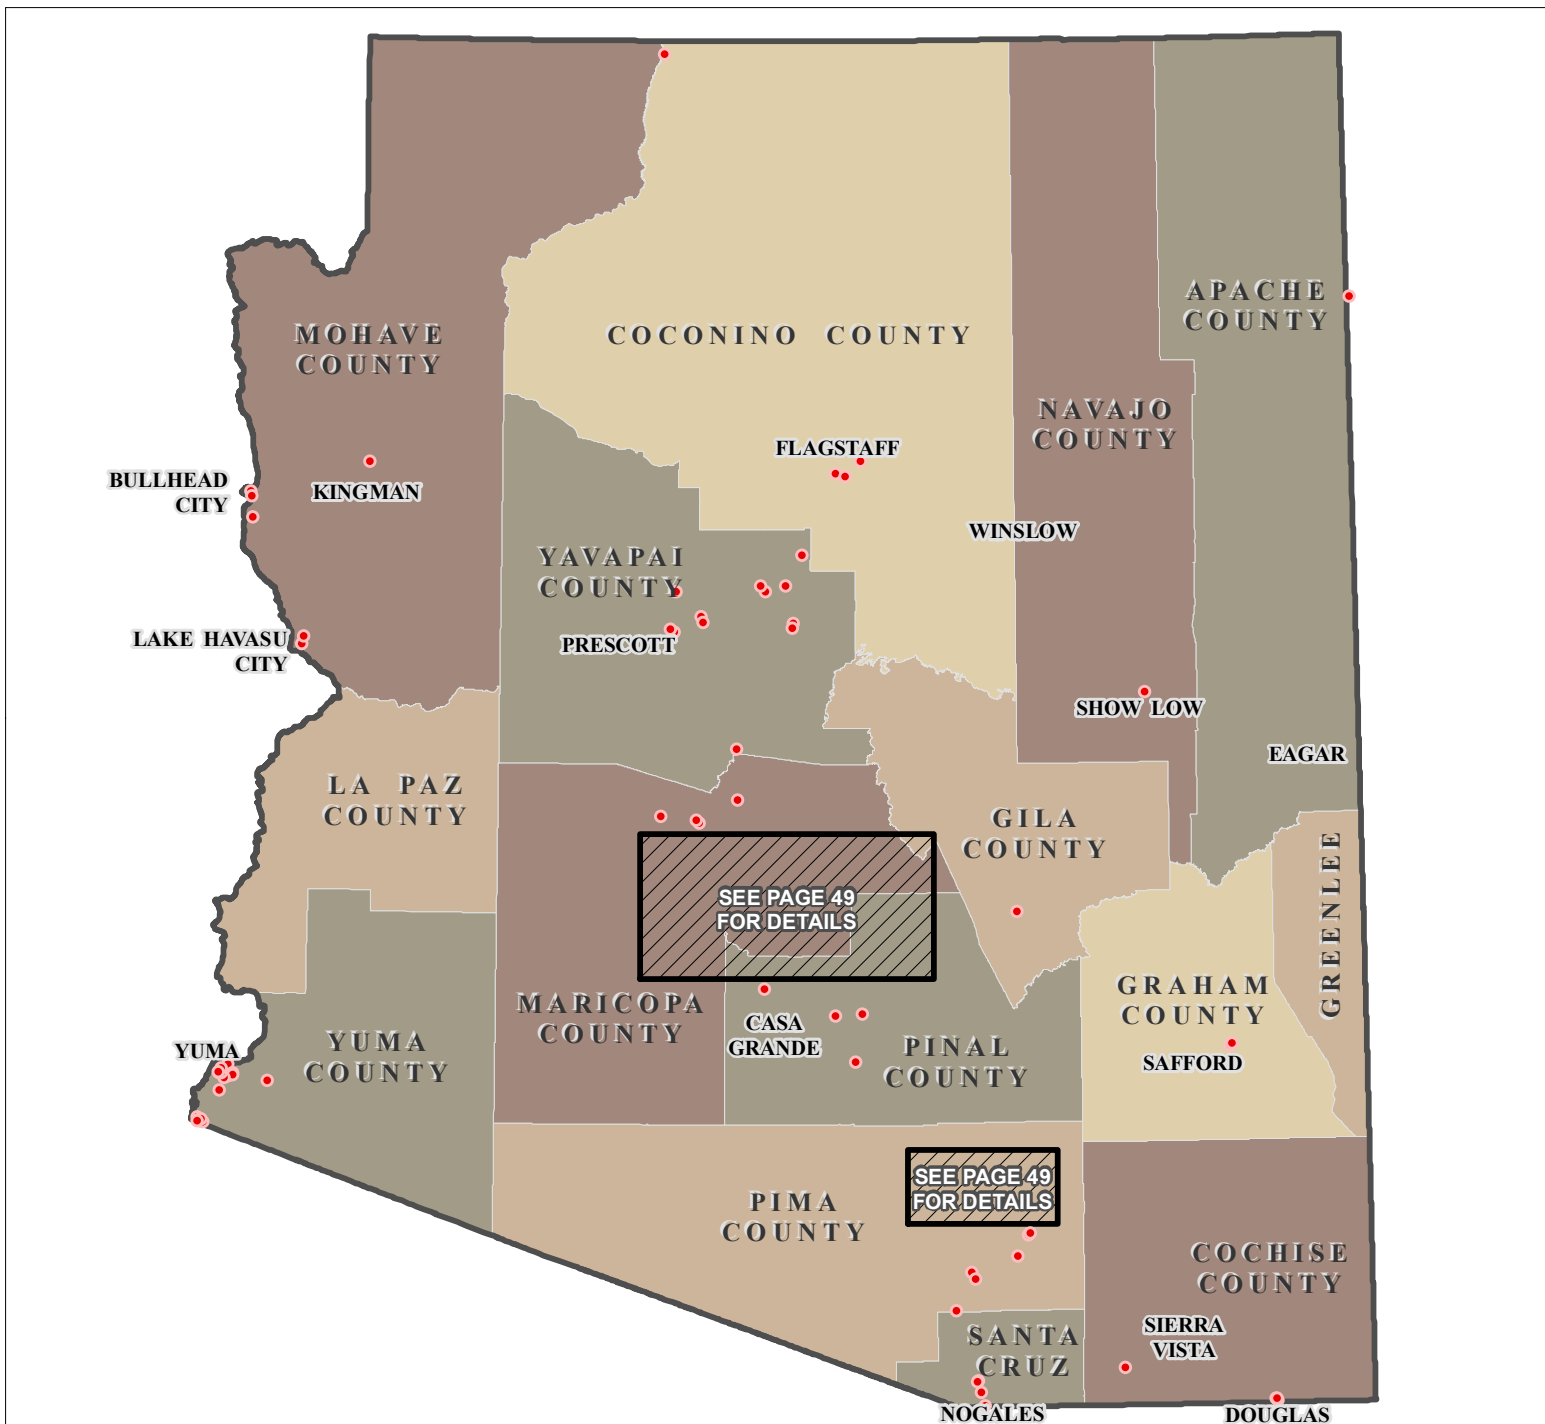 APACHE
COUNTY
MOHAVE
COUNTY
COCONINO COUNTY
NAVAJO
COUNTY
FLAGSTAFF
BULLHEAD
CITY
KINGMAN
WINSLOW
YAVAPAI
COUNTY
PRESCOTT
LAKE HAVASU
CITY
SHOW LOW
EAGAR
LA PAZ
COUNTY
GILA
COUNTY
GREENLEE
SEE PAGE 49
FOR DETAILS
GRAHAM
COUNTY
MARICOPA
COUNTY
CASA
GRANDE
PINAL
COUNTY
YUMA
YUMA
COUNTY
SAFFORD
SEE PAGE 49
FOR DETAILS
PIMA
COUNTY
COCHISE
COUNTY
SIERRA
VISTA
SANTA
CRUZ
NOGALES
DOUGLAS